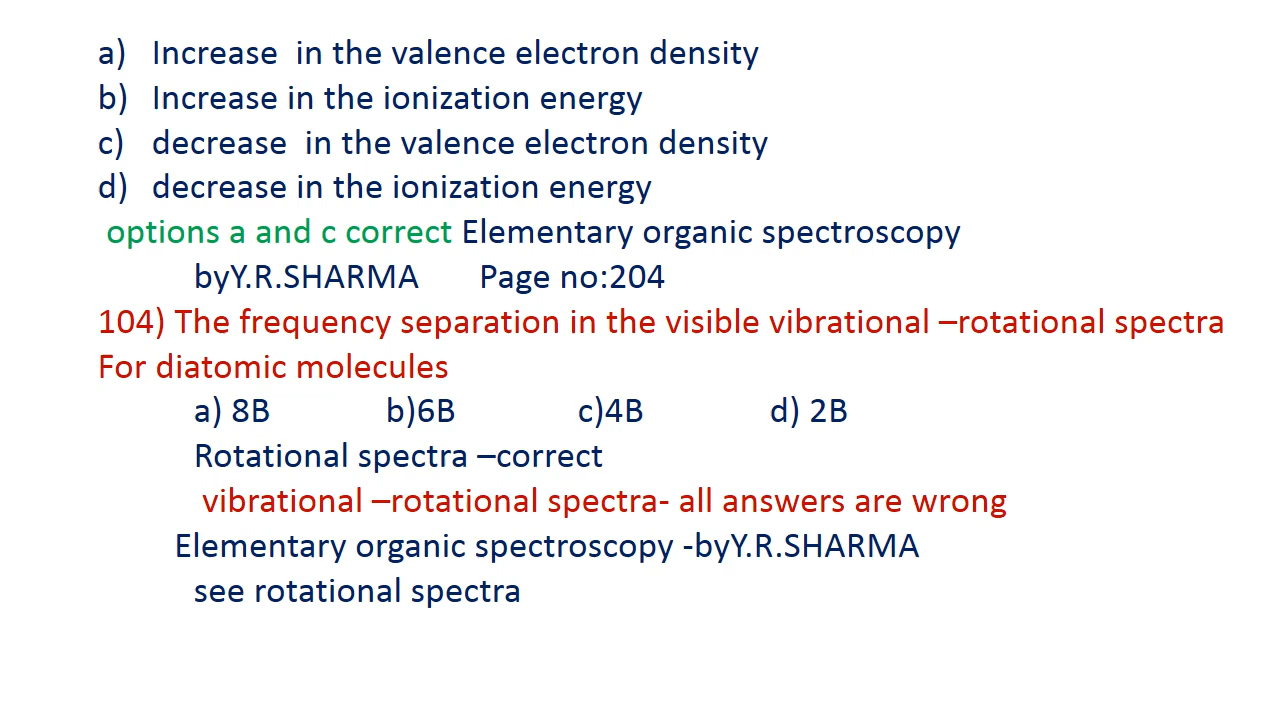 a) Increase in the valence electron density
b) Increase in the ionization energy
c) decrease in the valence electron density
d) decrease in the ionization energy
options a and c correct Elementary organic spectroscopy
byY.R.SHARMA Page no:204
104) The frequency separation in the visible vibrational –rotational spectra
For diatomic molecules
a) 8B b)6B c)4B d) 2B
Rotational spectra –correct
vibrational –rotational spectra- all answers are wrong
Elementary organic spectroscopy -byY.R.SHARMA
see rotational spectra